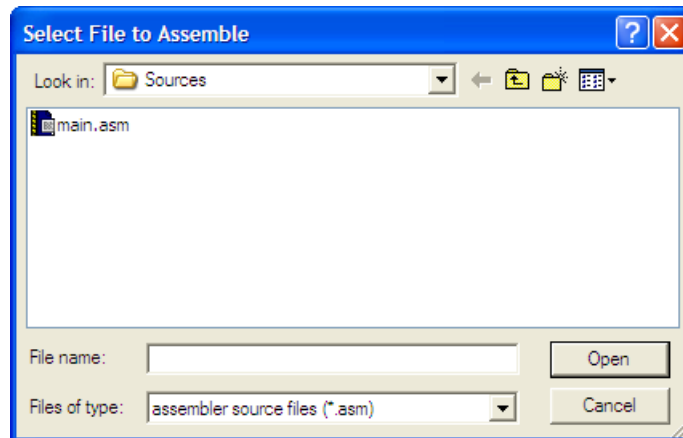 Select File to Assemble
Look in: Sources
main.asm
File name:
Open
Files of type: assembler source files (*.asm)
Cancel